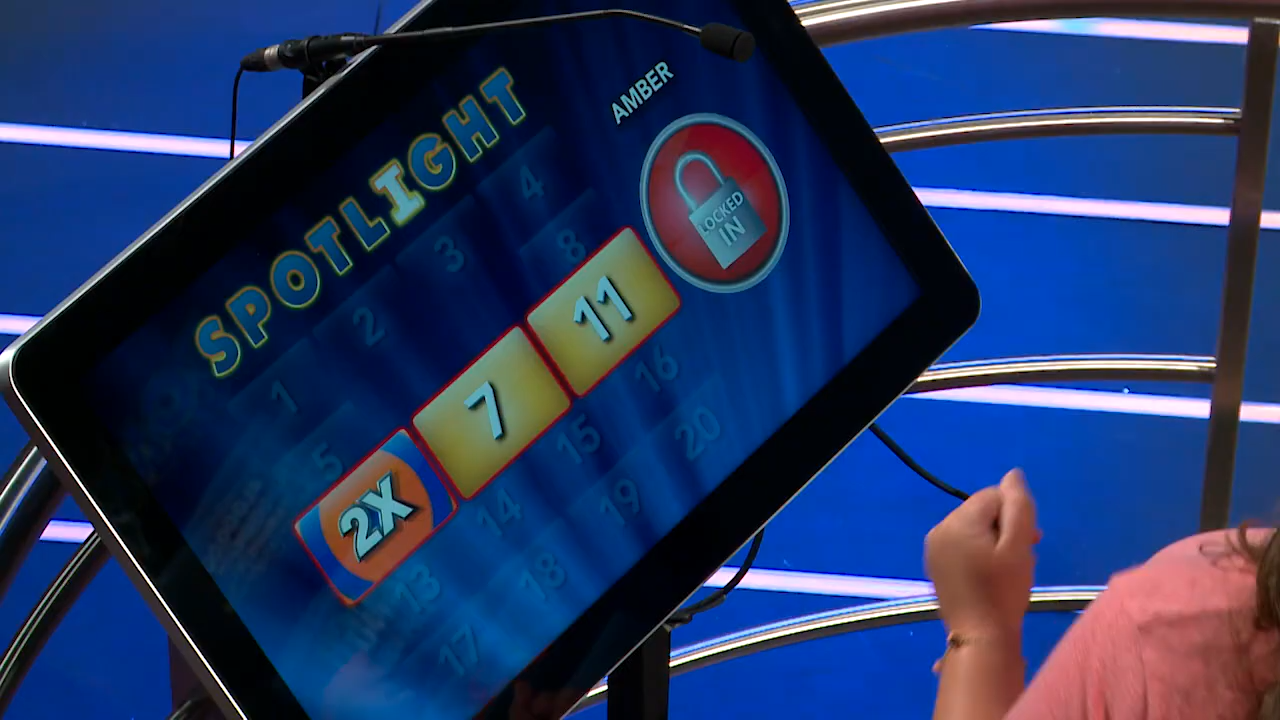 SPOTLIGHT
AMBER
LOCKED
IN
1 2 3 4
5 8
2X 7 11
13 14 15 16
17 18 19 20